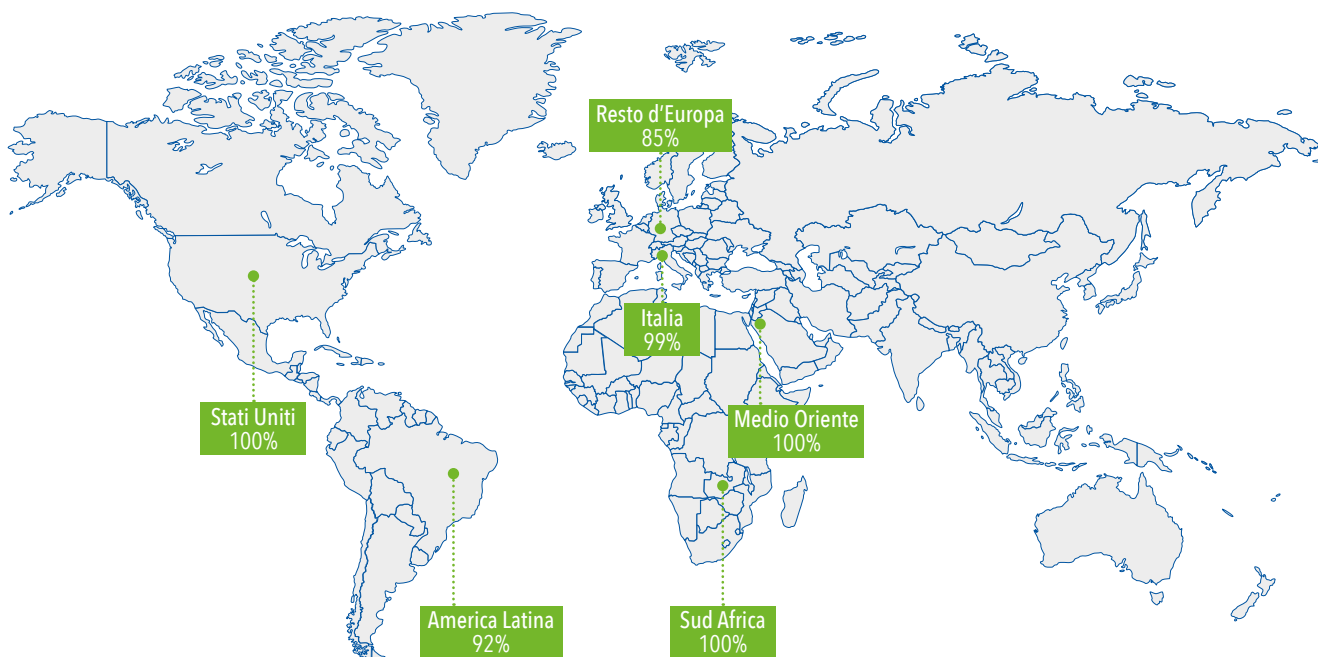 Resto d'Europa
85%
Italia
99%
Stati Uniti
100%
Medio Oriente
100%
America Latina
92%
Sud Africa
100%